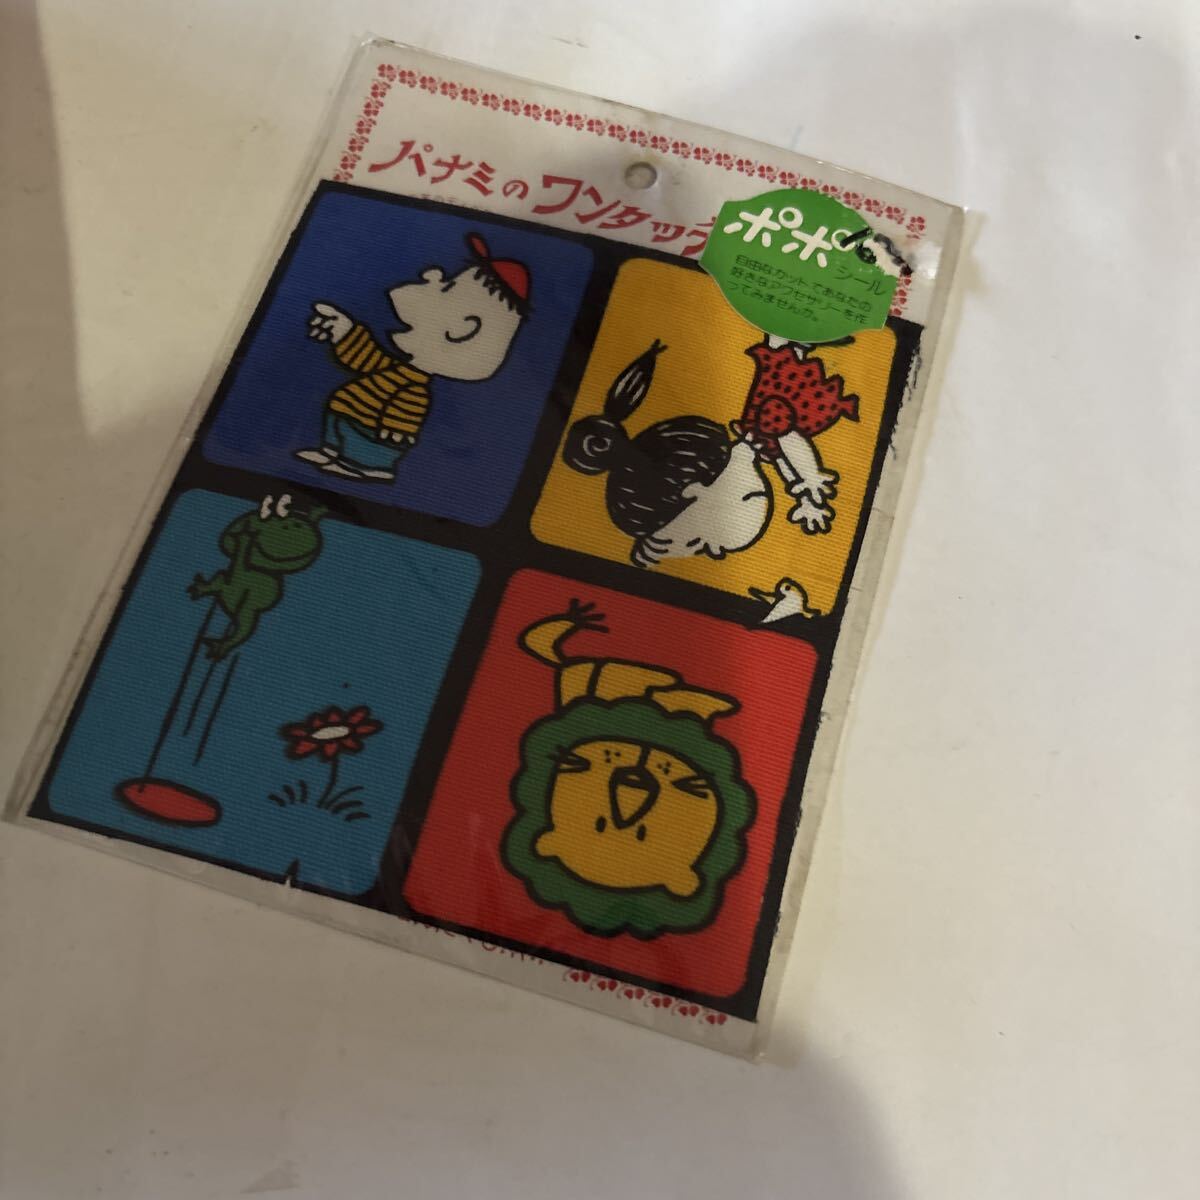 パナミのワンタッチ
ポポ
シール
自由なカットであなたの
好きなアクセサリーを作
ってみませんか。